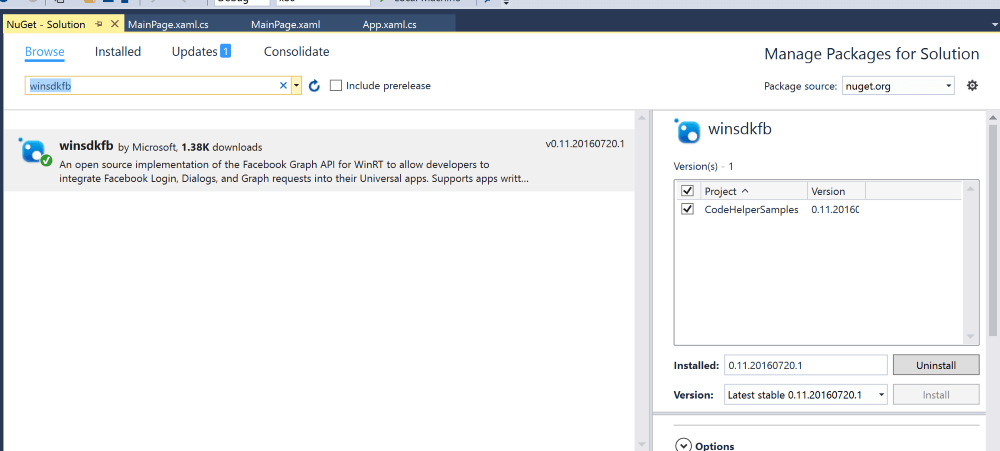 NuGet - Solution
MainPage.xaml.cs
MainPage.xaml
App.xaml.cs
Browse
Installed
Updates 1
Consolidate
Manage Packages for Solution
winsdkfb
Include prerelease
Package source: nuget.org
winsdkfb by Microsoft, 1.38K downloads
v0.11.20160720.1
An open source implementation of the Facebook Graph API for WinRT to allow developers to
integrate Facebook Login, Dialogs, and Graph requests into their Universal apps. Supports apps writt...
winsdkfb
Version(s) - 1
Project Version
CodeHelperSamples 0.11.2016
Installed: 0.11.20160720.1 Uninstall
Version: Latest stable 0.11.20160720.1 Install
Options